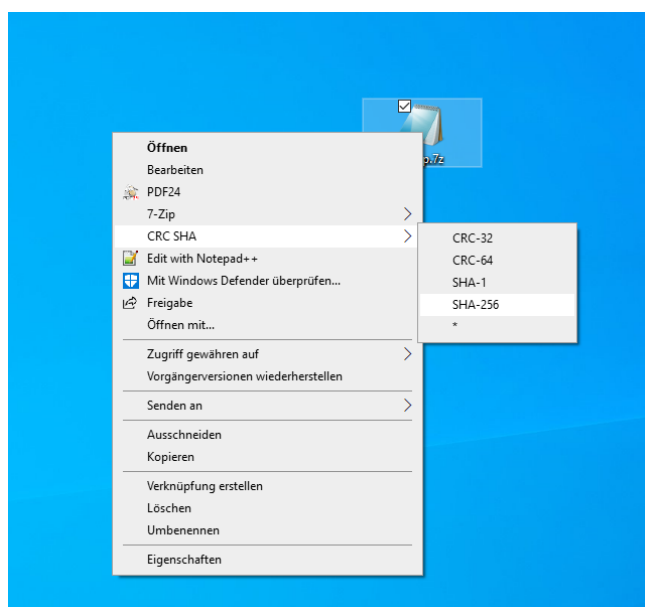 p.7z
Öffnen
Bearbeiten
PDF24
7-Zip
CRC SHA
Edit with Notepad++
Mit Windows Defender überprüfen...
Freigabe
Öffnen mit...
Zugriff gewähren auf
Vorgängerversionen wiederherstellen
Senden an
Ausschneiden
Kopieren
Verknüpfung erstellen
Löschen
Umbenennen
Eigenschaften
CRC-32
CRC-64
SHA-1
SHA-256
*